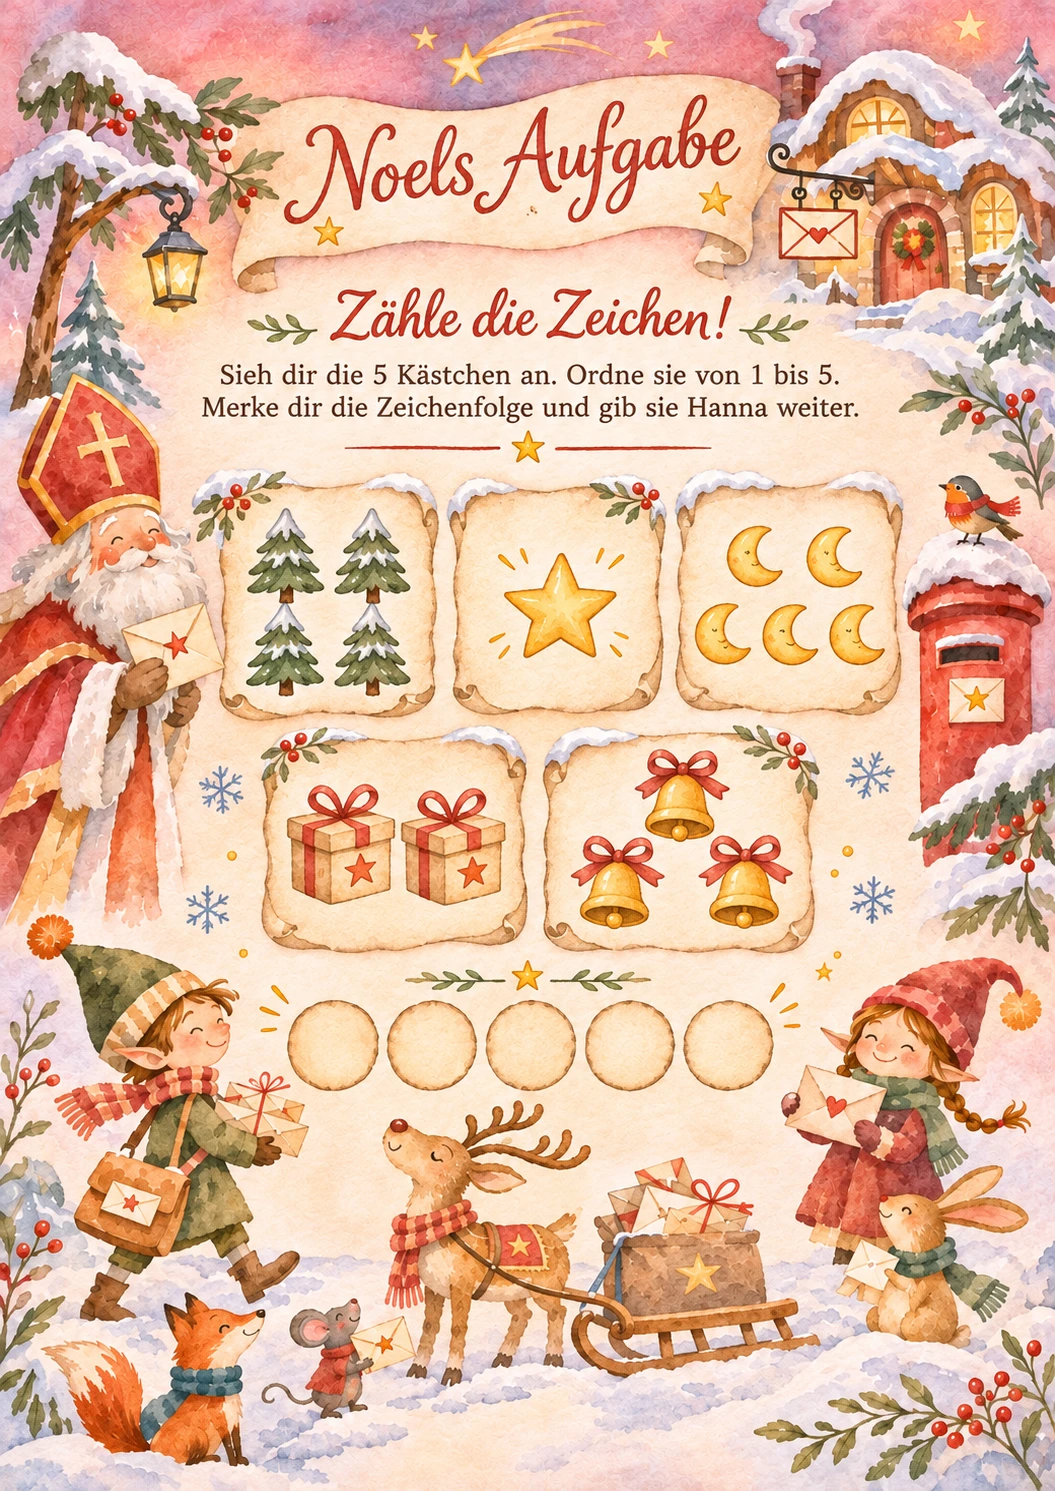 Noels Aufgabe
Zähle die Zeichen!
Sieh dir die 5 Kästchen an. Ordne sie von 1 bis 5.
Merke dir die Zeichenfolge und gib sie Hanna weiter.